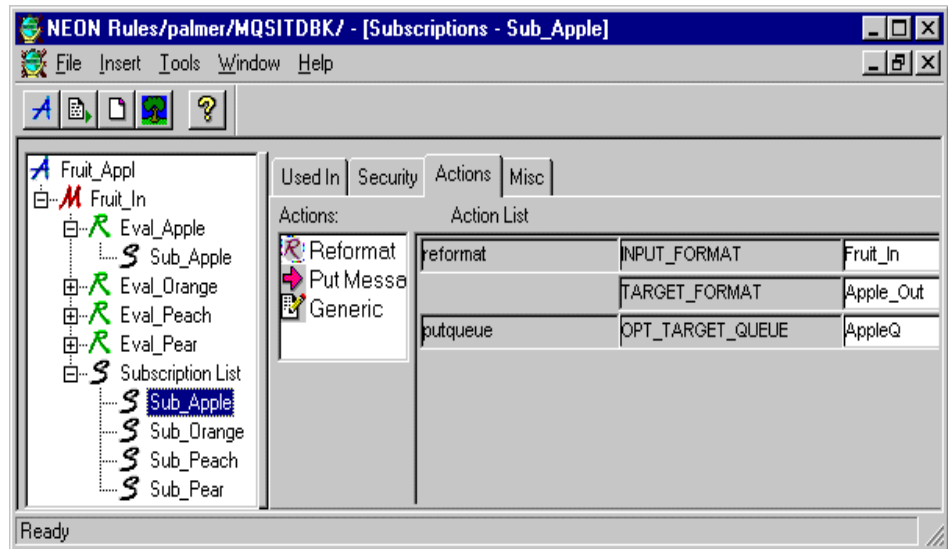 NEON Rules/palmer/MQSITDBK/ - [Subscriptions - Sub_Apple]
File Insert Tools Window Help
Fruit_Appl
Fruit_In
Eval_Apple
Sub_Apple
Eval_Orange
Eval_Peach
Eval_Pear
Subscription List
Sub_Apple
Sub_Orange
Sub_Peach
Sub_Pear
Used In Security Actions Misc
Actions: Action List
Reformat
Put Messa
Generic
reformat INPUT_FORMAT Fruit_In
TARGET_FORMAT Apple_Out
putqueue OPT_TARGET_QUEUE AppleQ
Ready